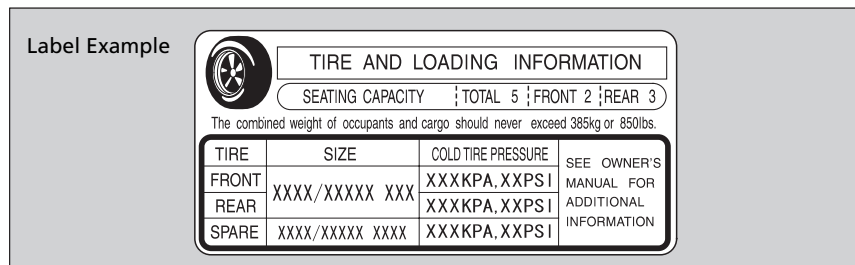 Label Example
TIRE AND LOADING INFORMATION
SEATING CAPACITY TOTAL 5 FRONT 2 REAR 3
The combined weight of occupants and cargo should never exceed 385kg or 850lbs.
TIRE SIZE COLD TIRE PRESSURE SEE OWNER'S MANUAL FOR ADDITIONAL INFORMATION
FRONT XXXX/XXXXX XXX XXXKPA,XXPSI
REAR XXXKPA,XXPSI
SPARE XXXX/XXXXX XXXX XXXKPA,XXPSI